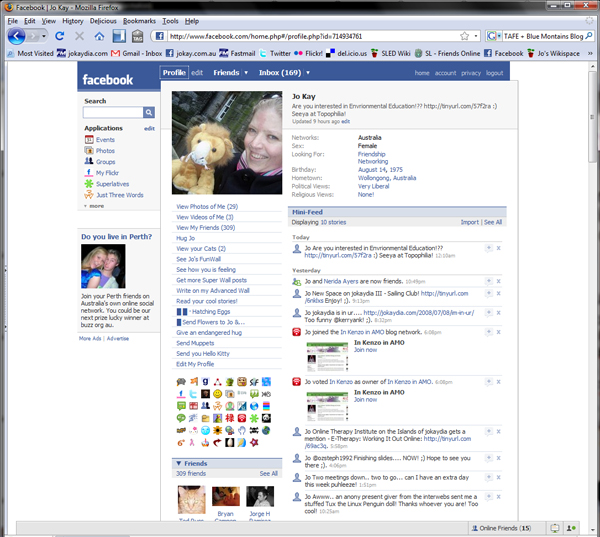 Facebook | Jo Kay - Mozilla Firefox
File Edit View History Delicious Bookmarks Tools Help
http://www.facebook.com/home.php#/profile.php?id=714934761
TAFE + Blue Montains Blog
Most Visited jokaydia.com Gmail - Inbox jokay.com.au Fastmail Twitter Flickr! del.icio.us SLED Wiki SL - Friends Online Facebook Jo's Wikispace
facebook
Profile edit Friends Inbox (169) home account privacy logout
Search
Applications edit
Events
Photos
Groups
My Flickr
Superlatives
Just Three Words
more
Do you live in Perth?
Join your Perth friends on
Australia's own online social
network. You could be our
next prize lucky winner at
buzz org au.
More Ads | Advertise
View Photos of Me (29)
View Videos of Me (3)
View My Friends (309)
Hug Jo
View your Cats (2)
See Jo's FunWall
See how you is feeling
Get more Super Wall posts
Write on my Advanced Wall
Read your cool stories!
Hatching Eggs
Send Flowers to Jo &...
Give an endangered hug
Send Muppets
Send you Hello Kitty
Edit My Profile
Friends
309 friends See All
Bryan
Jorge H
Jo Kay
Are you interested in Envrionmental Education!?? http://tinyurl.com/57f2ra :)
Seeya at Topophilia!
Updated 9 hours ago edit
Networks: Australia
Sex: Female
Looking For: Friendship
Networking
Birthday: August 14, 1975
Hometown: Wollongong, Australia
Political Views: Very Liberal
Religious Views: None!
Mini-Feed
Displaying 10 stories Import | See All
Today
Jo Are you interested in Envrionmental Education!??
http://tinyurl.com/57f2ra :) Seeya at Topophilia! 12:10am
Yesterday
Jo and Nerida Ayers are now friends. 10:49pm
Jo New Space on jokaydia III - Sailing Club! http://tinyurl.com/
Enjoy! ;). 9:13pm
Jo jokaydia is in ur.... http://jokaydia.com/2008/07/08/in-in-ur/
Too funny @kerryank! :). 8:32pm
Jo joined the In Kenzo in AMO blog network. 6:08pm
In Kenzo in AMO
Join now
Jo voted In Kenzo as owner of In Kenzo in AMO. 6:08pm
In Kenzo in AMO
Join now
Jo Online Therapy Institute on the Islands of jokaydia gets a
mention - E-Therapy: Working It Out Online: http://tinyurl.com
/69ac3q. 5:58pm
Jo @ozsteph1992 Finishing slides.... NOW! ;) Hope to see you
there ;). 4:06pm
Jo Two meetings down.. two to go... can I have an extra day
this week puhleeze! 1:51pm
Jo Awww.. an anony present giver from the interwebs sent me a
stuffed Tux the Linux Penguin doll! Thanks whoever you are! Too
cool! 10:25am
Online Friends (15)